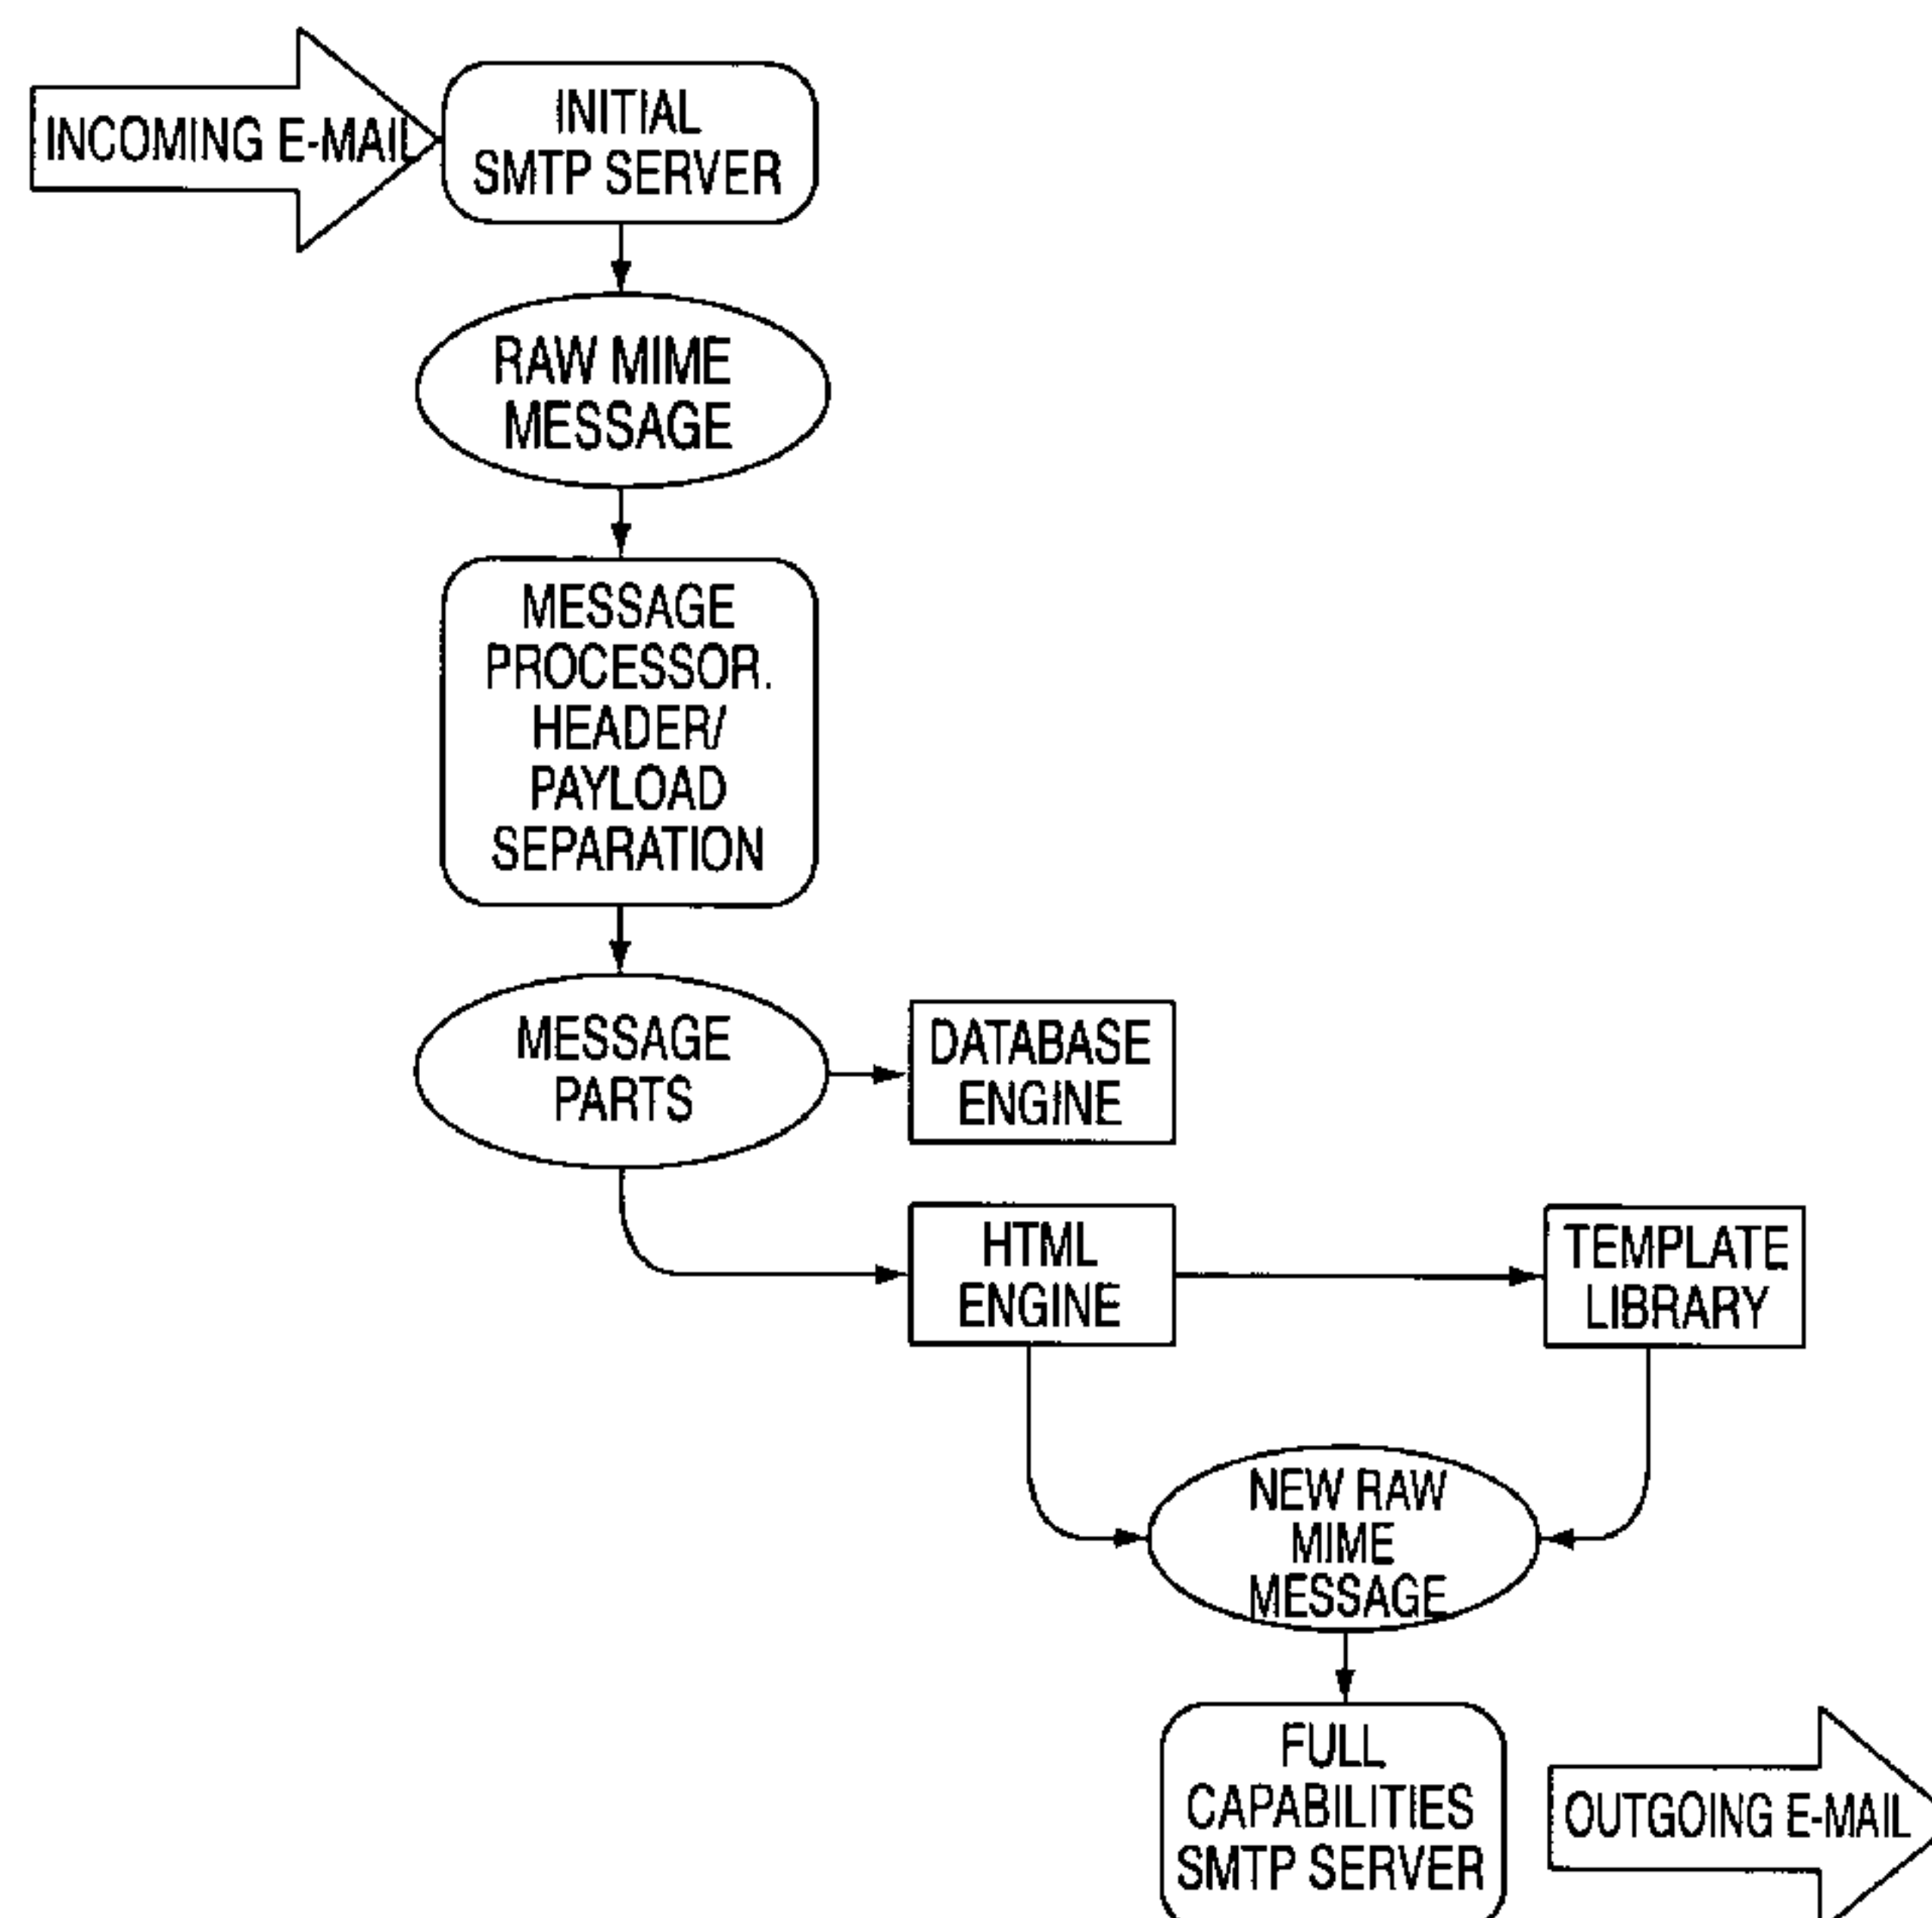 INCOMING E-MAIL
INITIAL
SMTP SERVER
RAW MIME
MESSAGE
MESSAGE
PROCESSOR.
HEADER/
PAYLOAD
SEPARATION
MESSAGE
PARTS
DATABASE
ENGINE
HTML
ENGINE
TEMPLATE
LIBRARY
NEW RAW
MIME
MESSAGE
FULL
CAPABILITIES
SMTP SERVER
OUTGOING E-MAIL